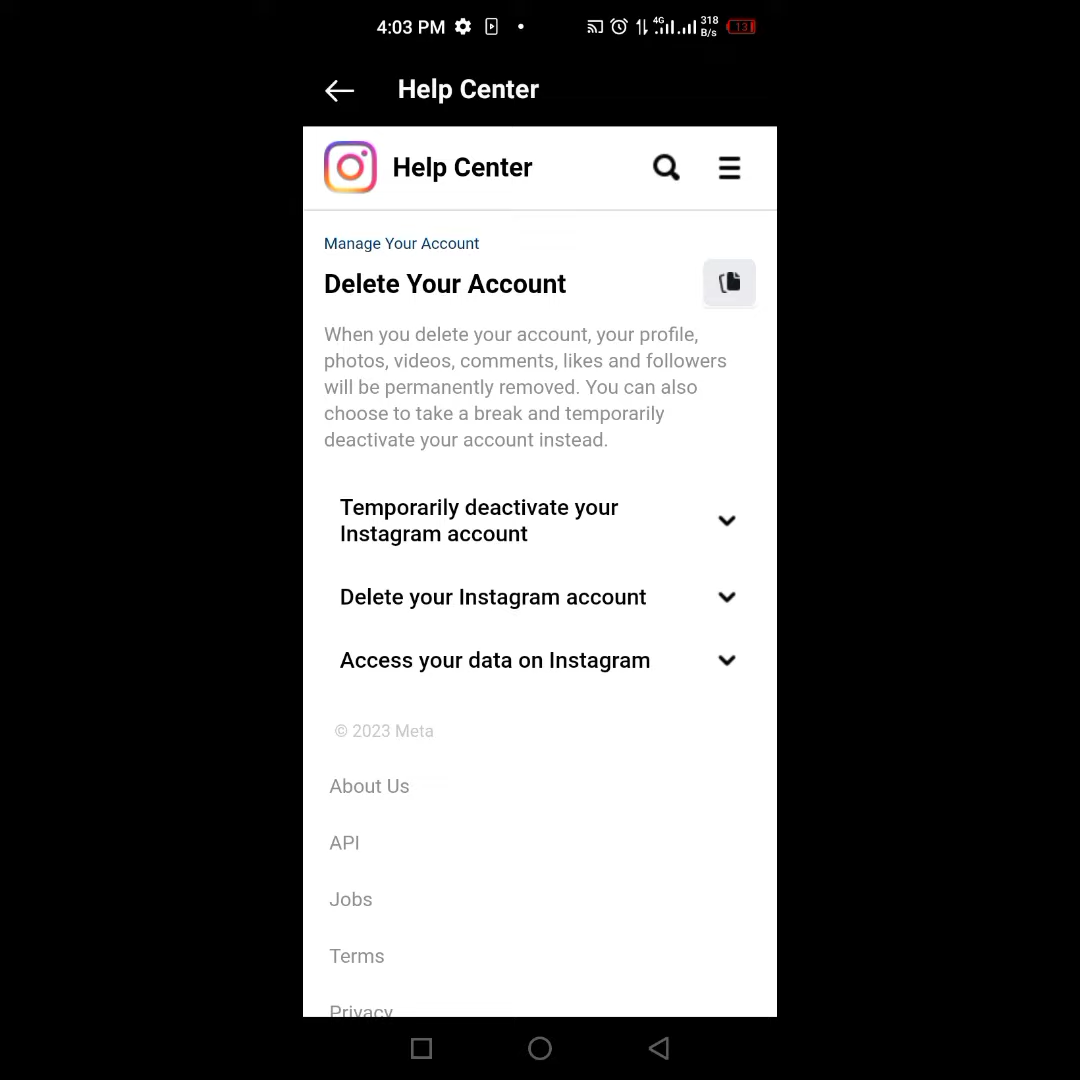 4:03 PM 4G 318 B/s 13
Help Center
Help Center
Manage Your Account
Delete Your Account
When you delete your account, your profile,
photos, videos, comments, likes and followers
will be permanently removed. You can also
choose to take a break and temporarily
deactivate your account instead.
Temporarily deactivate your
Instagram account
Delete your Instagram account
Access your data on Instagram
© 2023 Meta
About Us
API
Jobs
Terms
Privacy